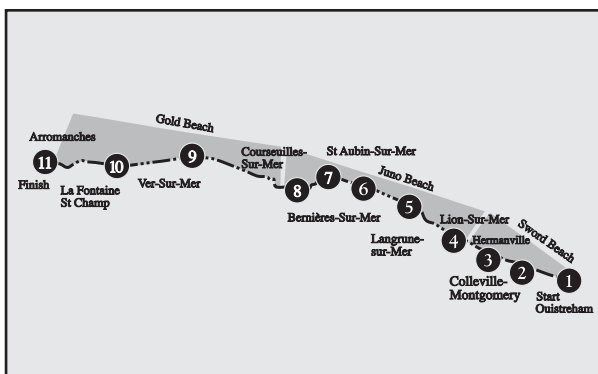 Gold Beach
Arromanches
11
Finish
10
La Fontaine
St Champ
9
Ver-Sur-Mer
Courseuilles-
Sur-Mer
8
Bernières-Sur-Mer
7
St Aubin-Sur-Mer
6
Juno Beach
5
Langrune-
sur-Mer
Lion-Sur-Mer
4
Hermanville
3
Colleville-
Montgomery
2
Sword Beach
1
Start
Ouistreham